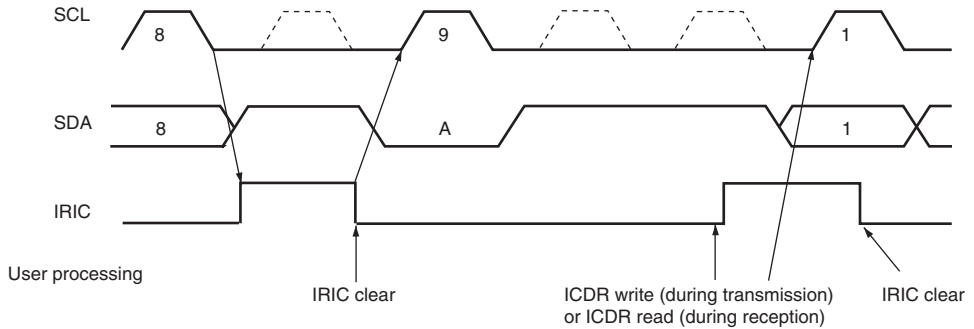 SCL
8
9
1
SDA
8
A
1
IRIC
User processing
IRIC clear
ICDR write (during transmission)
or ICDR read (during reception)
IRIC clear